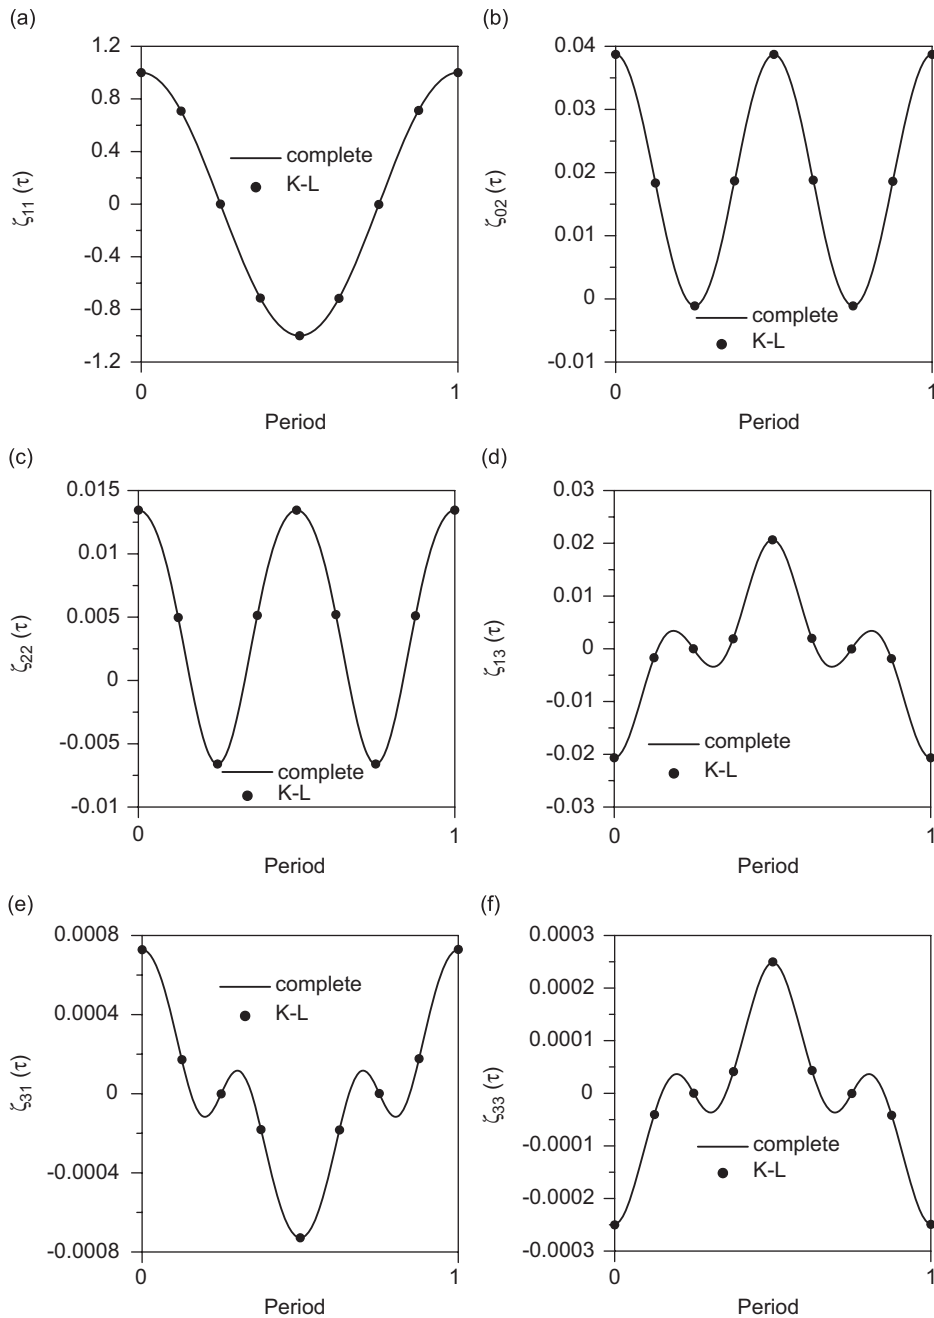 (a)
1.2
0.8
0.4
0
-0.4
-0.8
-1.2
ζ11 (τ)
complete
K-L
0
1
Period
(b)
0.04
0.03
0.02
0.01
0
-0.01
ζ02 (τ)
complete
K-L
0
1
Period
(c)
0.015
0.01
0.005
0
-0.005
-0.01
ζ22 (τ)
complete
K-L
0
1
Period
(d)
0.03
0.02
0.01
0
-0.01
-0.02
-0.03
ζ13 (τ)
complete
K-L
0
1
Period
(e)
0.0008
0.0004
0
-0.0004
-0.0008
ζ31 (τ)
complete
K-L
0
1
Period
(f)
0.0003
0.0002
0.0001
0
-0.0001
-0.0002
-0.0003
ζ33 (τ)
complete
K-L
0
1
Period